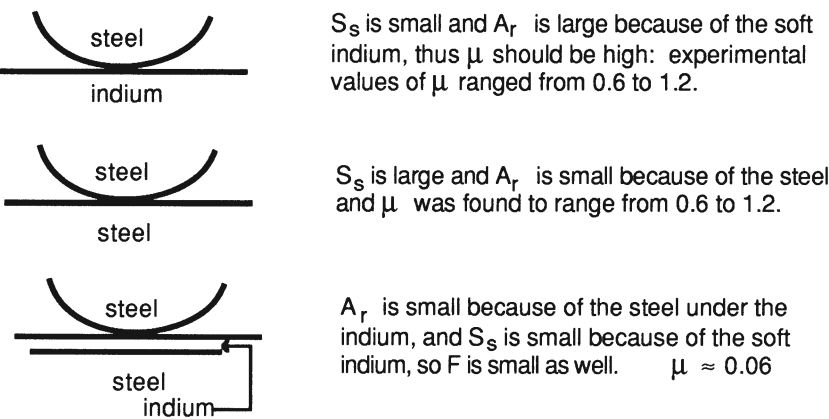 steel
indium
S_s is small and A_r is large because of the soft
indium, thus μ should be high: experimental
values of μ ranged from 0.6 to 1.2.
steel
steel
S_s is large and A_r is small because of the steel
and μ was found to range from 0.6 to 1.2.
steel
steel
indium
A_r is small because of the steel under the
indium, and S_s is small because of the soft
indium, so F is small as well. μ ≈ 0.06